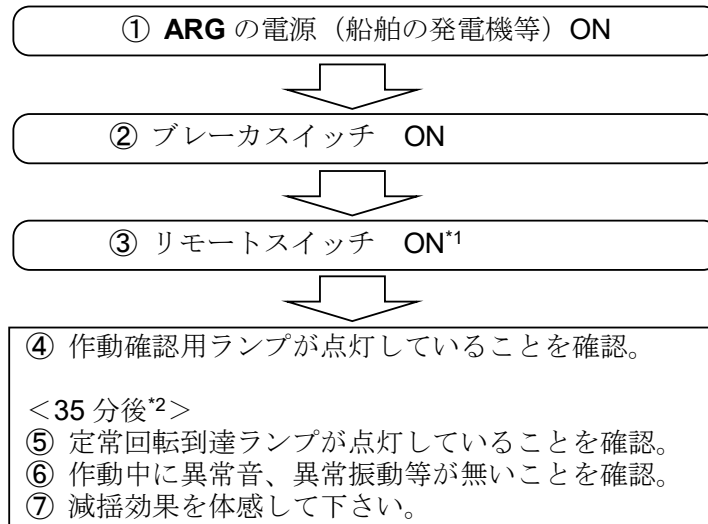 ① ARG の電源（船舶の発電機等）ON
② ブレーカスイッチ ON
③ リモートスイッチ ON*1
④ 作動確認用ランプが点灯していることを確認。
＜35 分後*2＞
⑤ 定常回転到達ランプが点灯していることを確認。
⑥ 作動中に異常音、異常振動等が無いことを確認。
⑦ 減揺効果を体感して下さい。